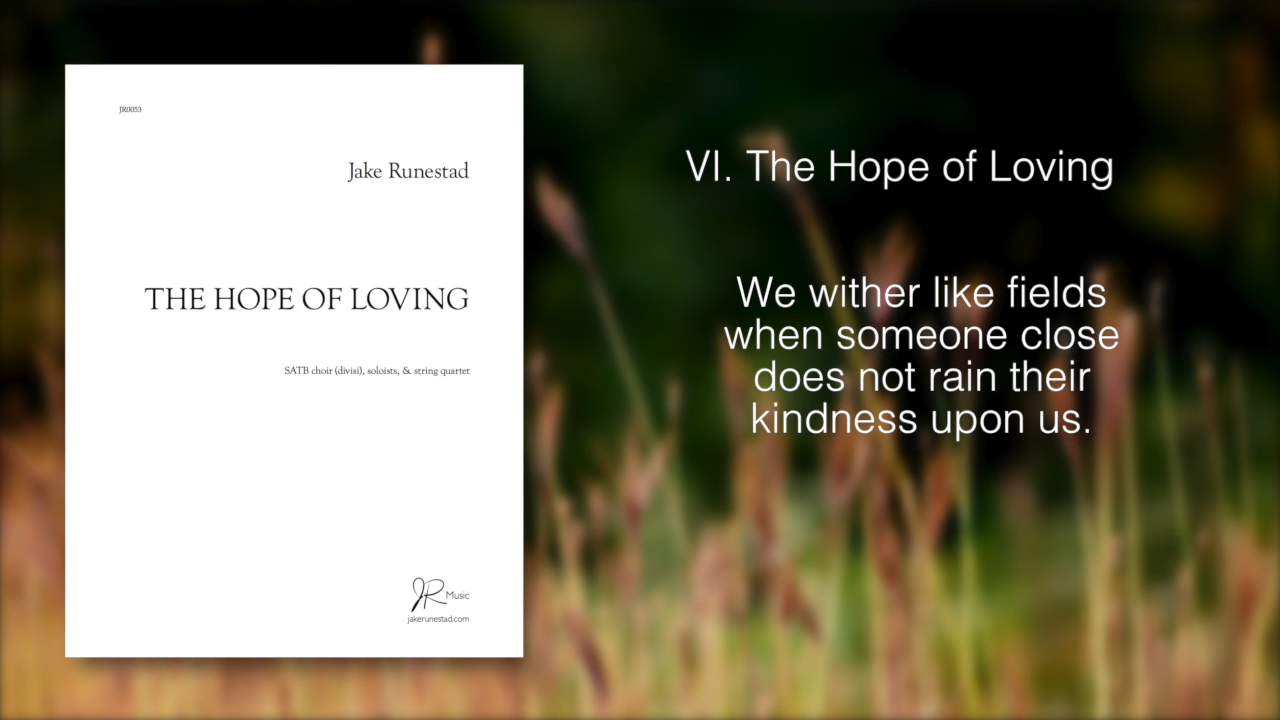 JR0053
Jake Runestad
THE HOPE OF LOVING
SATB choir (divisi), soloists, & string quartet
JR Music
jakerunestad.com
VI. The Hope of Loving
We wither like fields
when someone close
does not rain their
kindness upon us.